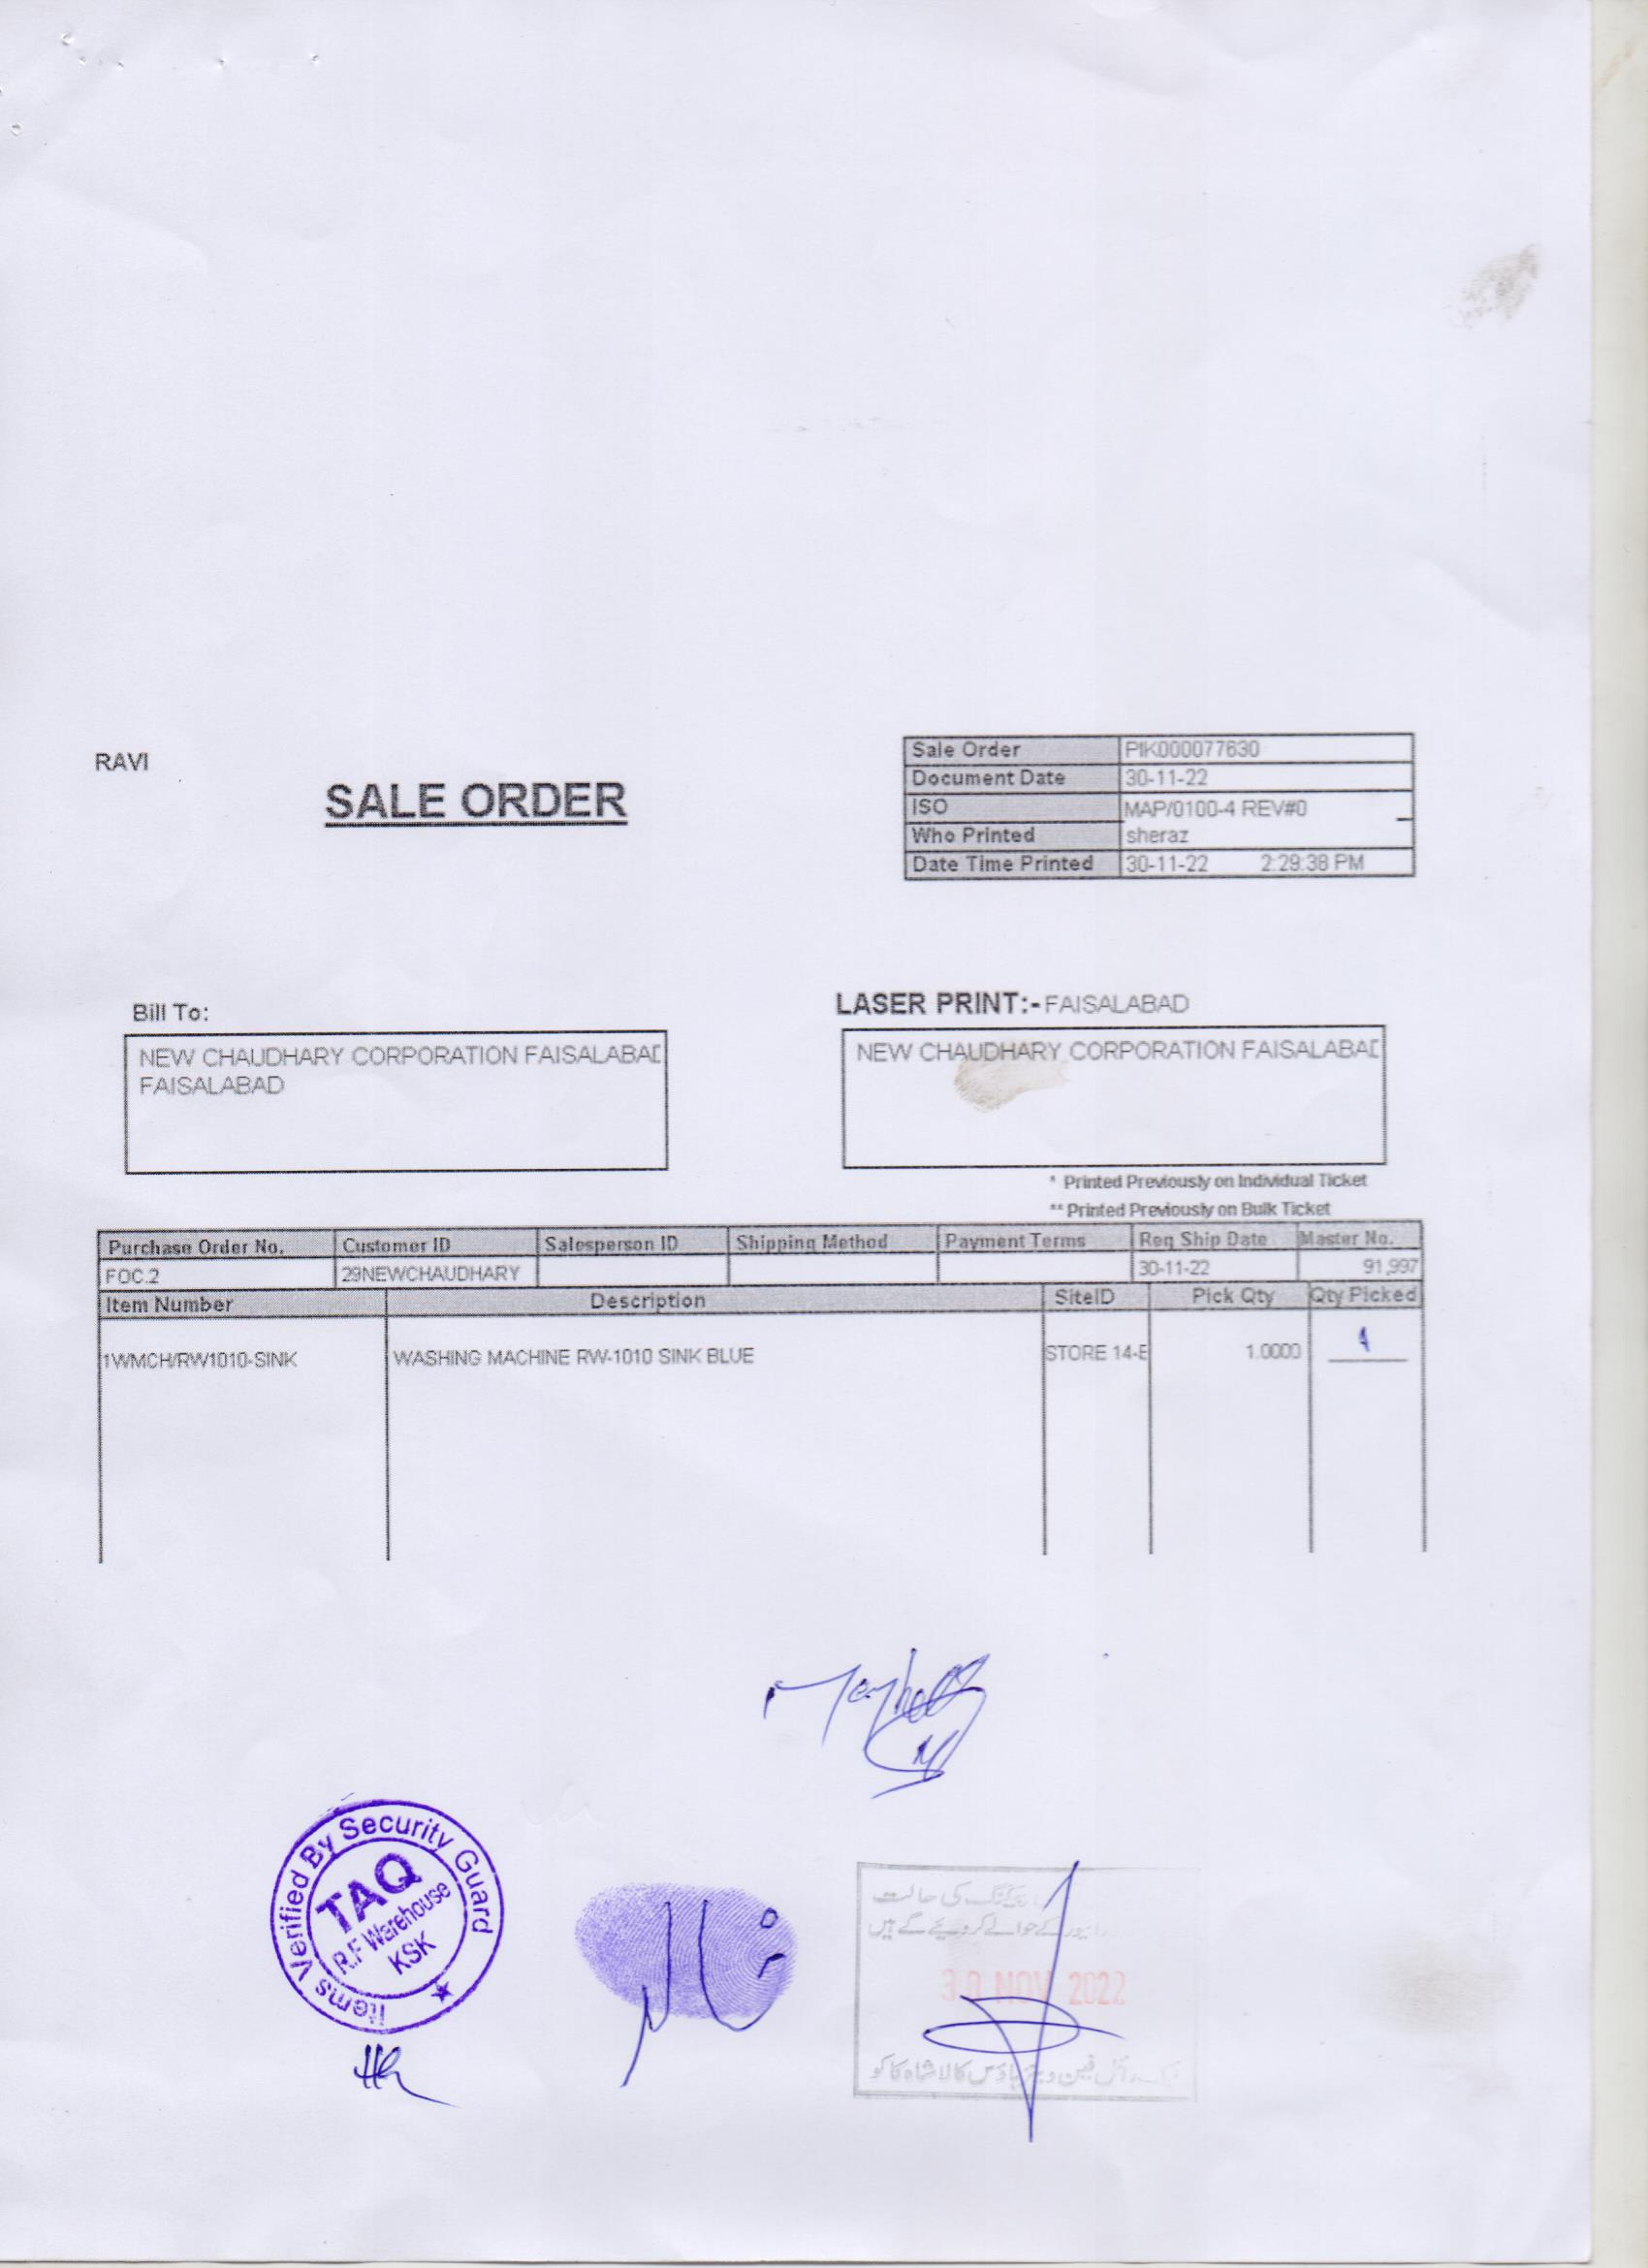 RAVI
SALE ORDER
Sale Order PIK000077630
Document Date 30-11-22
ISO MAP/0100-4 REV#0
Who Printed sheraz
Date Time Printed 30-11-22 2:29:38 PM
Bill To:
NEW CHAUDHARY CORPORATION FAISALABAD
FAISALABAD
LASER PRINT:- FAISALABAD
NEW CHAUDHARY CORPORATION FAISALABAD
* Printed Previously on Individual Ticket
** Printed Previously on Bulk Ticket
Purchase Order No. Customer ID Salesperson ID Shipping Method Payment Terms Req Ship Date Master No.
FOC.2 29NEWCHAUDHARY 30-11-22 91,997
Item Number Description SiteID Pick Qty Qty Picked
1WMCH/RW1010-SINK WASHING MACHINE RW-1010 SINK BLUE STORE 14-E 1.0000 1
Items Verified By Security Guard
TAQ
R.F Warehouse
KSK
کی حالت
کے حوالے کر دیئے گئے ہیں
30 NOV 2022
فین ویئر ہاؤس کالا شاہ کاکو